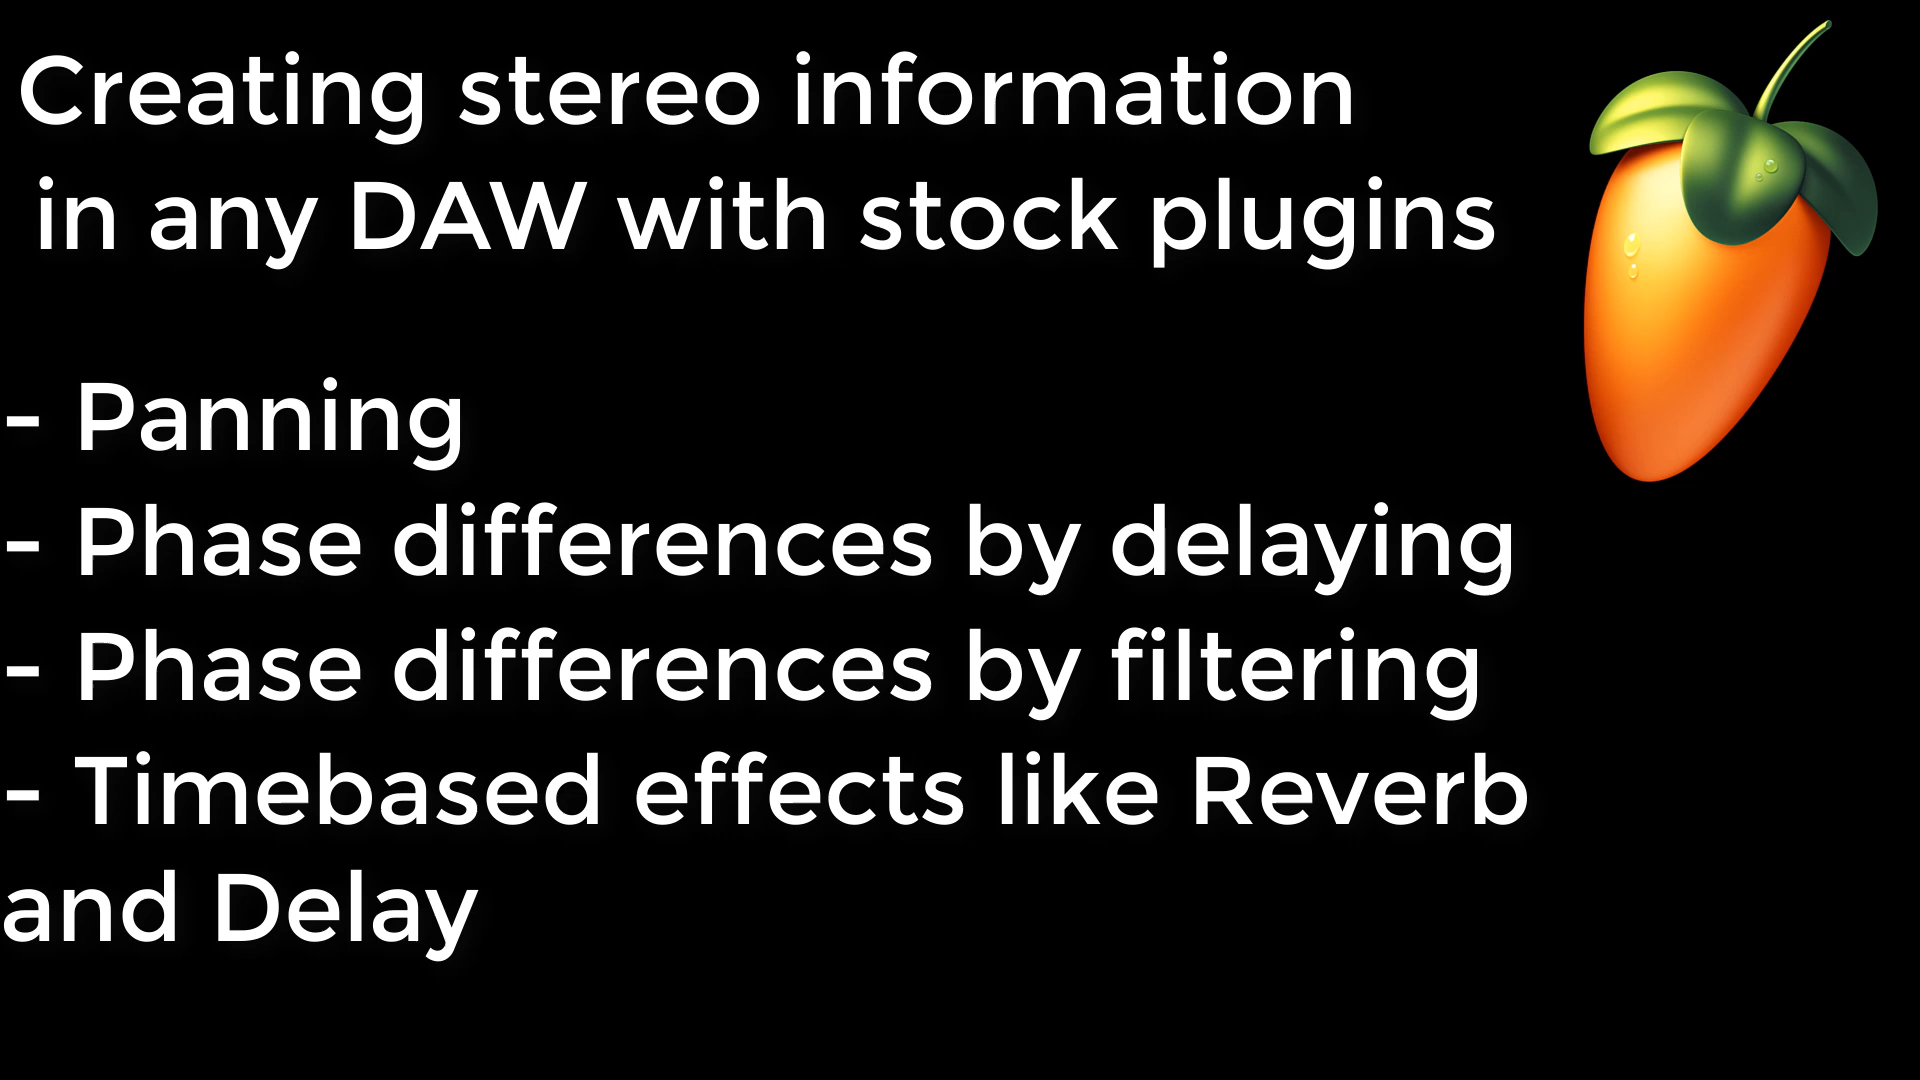 Creating stereo information
in any DAW with stock plugins
- Panning
- Phase differences by delaying
- Phase differences by filtering
- Timebased effects like Reverb
and Delay